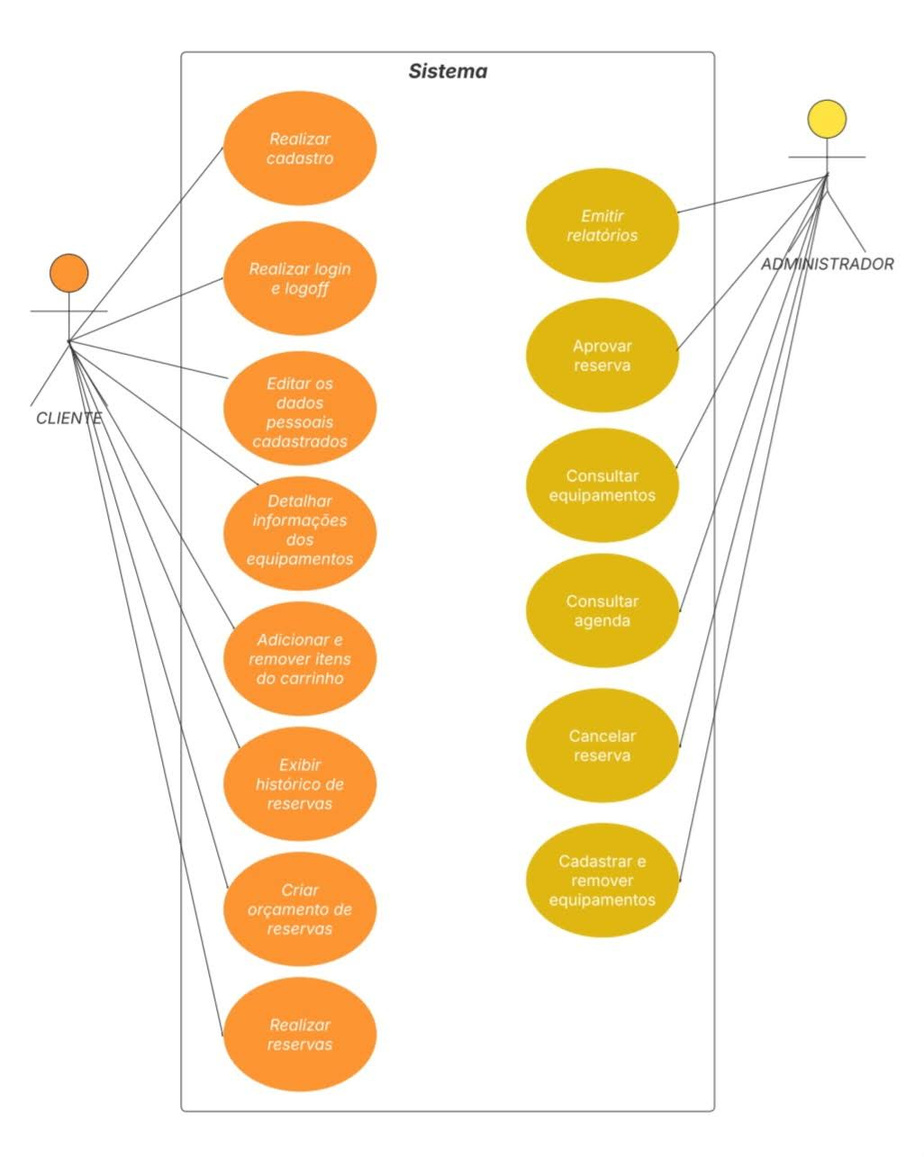 Sistema
Realizar
cadastro
Realizar login
e logoff
Editar os
dados
pessoais
cadastrados
CLIENTE
Detalhar
informações
dos
equipamentos
Adicionar e
remover itens
do carrinho
Exibir
histórico de
reservas
Criar
orçamento de
reservas
Realizar
reservas
Emitir
relatórios
ADMINISTRADOR
Aprovar
reserva
Consultar
equipamentos
Consultar
agenda
Cancelar
reserva
Cadastrar e
remover
equipamentos